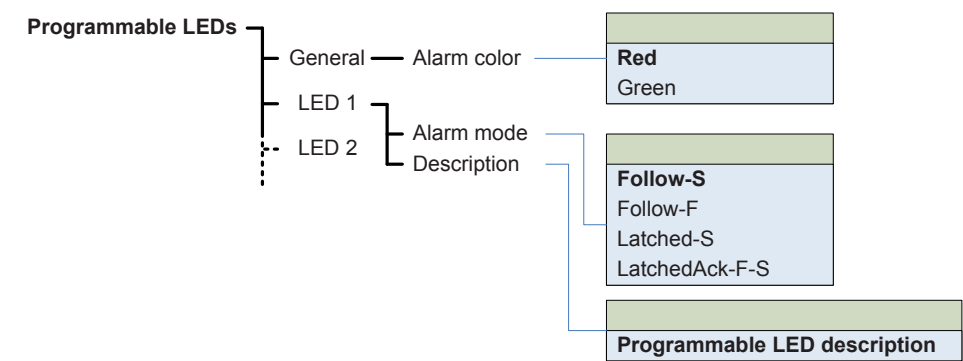 Programmable LEDs
General
Alarm color
Red
Green
LED 1
Alarm mode
LED 2
Description
Follow-S
Follow-F
Latched-S
LatchedAck-F-S
Programmable LED description